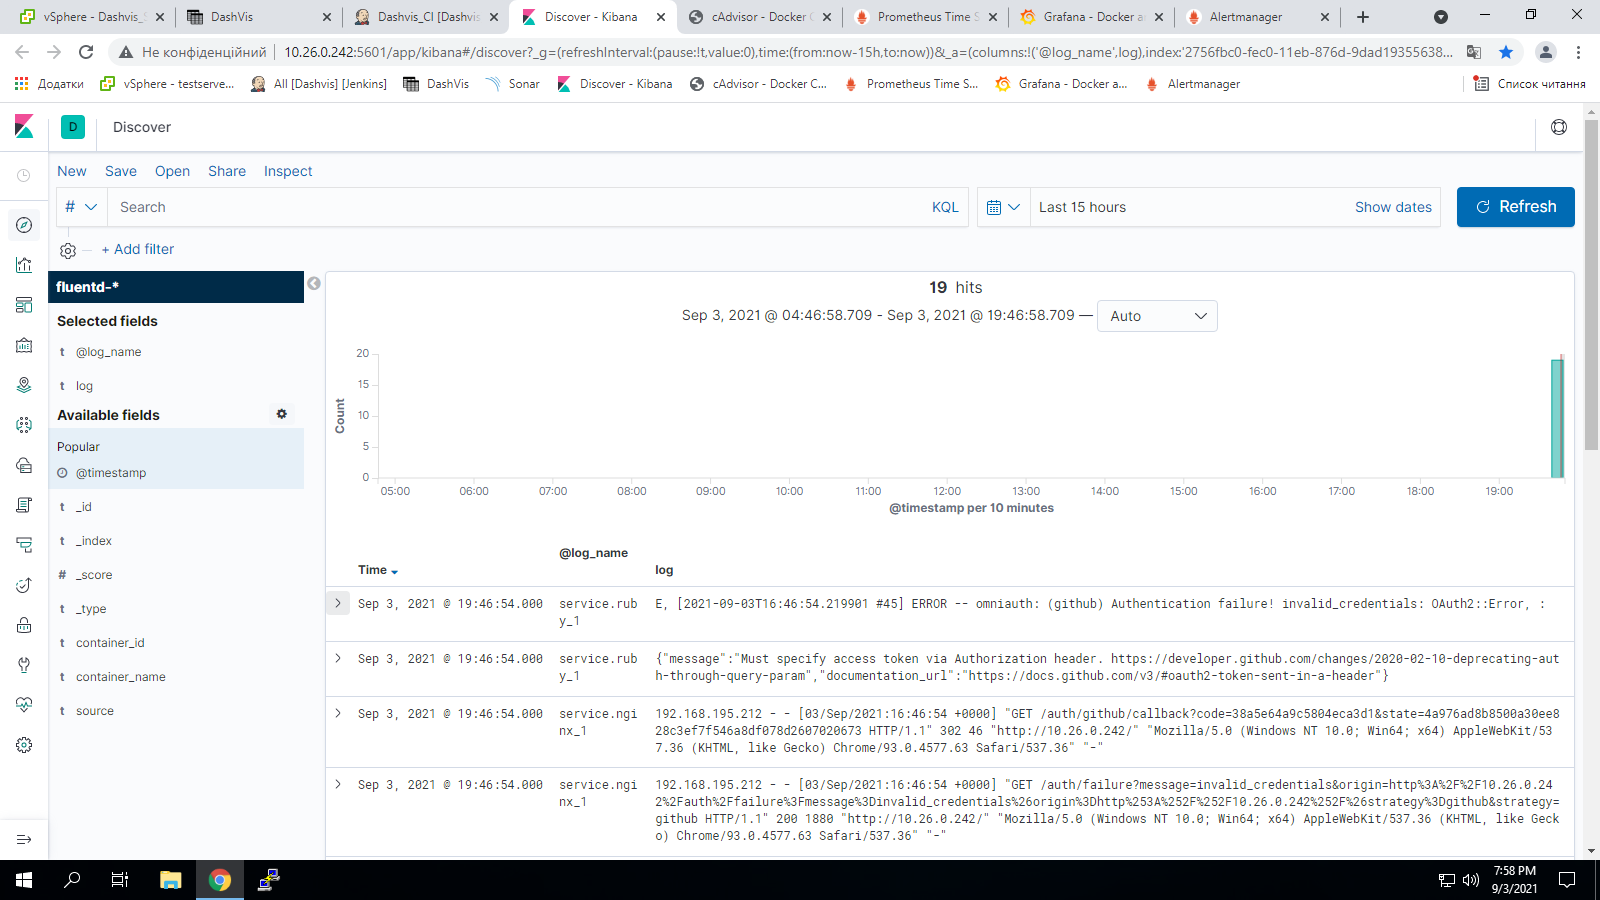 vSphere - Dashvis_S
DashVis
Dashvis_CI [Dashvis
Discover - Kibana
cAdvisor - Docker C
Prometheus Time S
Grafana - Docker a
Alertmanager
Не конфіденційний
10.26.0.242:5601/app/kibana#/discover?_g=(refreshInterval:(pause:!t,value:0),time:(from:now-15h,to:now))&_a=(columns:!('@log_name',log),index:'2756fbc0-fec0-11eb-876d-9dad19355638...
Додатки
vSphere - testserve...
All [Dashvis] [Jenkins]
DashVis
Sonar
Discover - Kibana
cAdvisor - Docker C...
Prometheus Time S...
Grafana - Docker a...
Alertmanager
Список читання
D
Discover
New Save Open Share Inspect
# Search KQL
Last 15 hours Show dates
Refresh
+ Add filter
fluentd-*
Selected fields
t @log_name
t log
Available fields
Popular
@timestamp
t _id
t _index
# _score
t _type
t container_id
t container_name
t source
19 hits
Sep 3, 2021 @ 04:46:58.709 - Sep 3, 2021 @ 19:46:58.709 — Auto
20
15
10
5
0
Count
05:00 06:00 07:00 08:00 09:00 10:00 11:00 12:00 13:00 14:00 15:00 16:00 17:00 18:00 19:00
@timestamp per 10 minutes
Time @log_name log
Sep 3, 2021 @ 19:46:54.000
service.rub
y_1
E, [2021-09-03T16:46:54.219901 #45] ERROR -- omniauth: (github) Authentication failure! invalid_credentials: OAuth2::Error, :
Sep 3, 2021 @ 19:46:54.000
service.rub
y_1
{"message":"Must specify access token via Authorization header. https://developer.github.com/changes/2020-02-10-deprecating-au
th-through-query-param","documentation_url":"https://docs.github.com/v3/#oauth2-token-sent-in-a-header"}
Sep 3, 2021 @ 19:46:54.000
service.ngi
nx_1
192.168.195.212 - - [03/Sep/2021:16:46:54 +0000] "GET /auth/github/callback?code=38a5e64a9c5804eca3d1&state=4a976ad8b8500a30ee8
28c3ef7f546a8df078d2607020673 HTTP/1.1" 302 46 "http://10.26.0.242/" "Mozilla/5.0 (Windows NT 10.0; Win64; x64) AppleWebKit/53
7.36 (KHTML, like Gecko) Chrome/93.0.4577.63 Safari/537.36" "-"
Sep 3, 2021 @ 19:46:54.000
service.ngi
nx_1
192.168.195.212 - - [03/Sep/2021:16:46:54 +0000] "GET /auth/failure?message=invalid_credentials&origin=http%3A%2F%2F10.26.0.24
2%2Fauth%2Ffailure%3Fmessage%3Dinvalid_credentials%26origin%3Dhttp%253A%252F%252F10.26.0.242%252F%26strategy%3Dgithub&strategy=
github HTTP/1.1" 200 1880 "http://10.26.0.242/" "Mozilla/5.0 (Windows NT 10.0; Win64; x64) AppleWebKit/537.36 (KHTML, like Geck
o) Chrome/93.0.4577.63 Safari/537.36" "-"
7:58 PM
9/3/2021